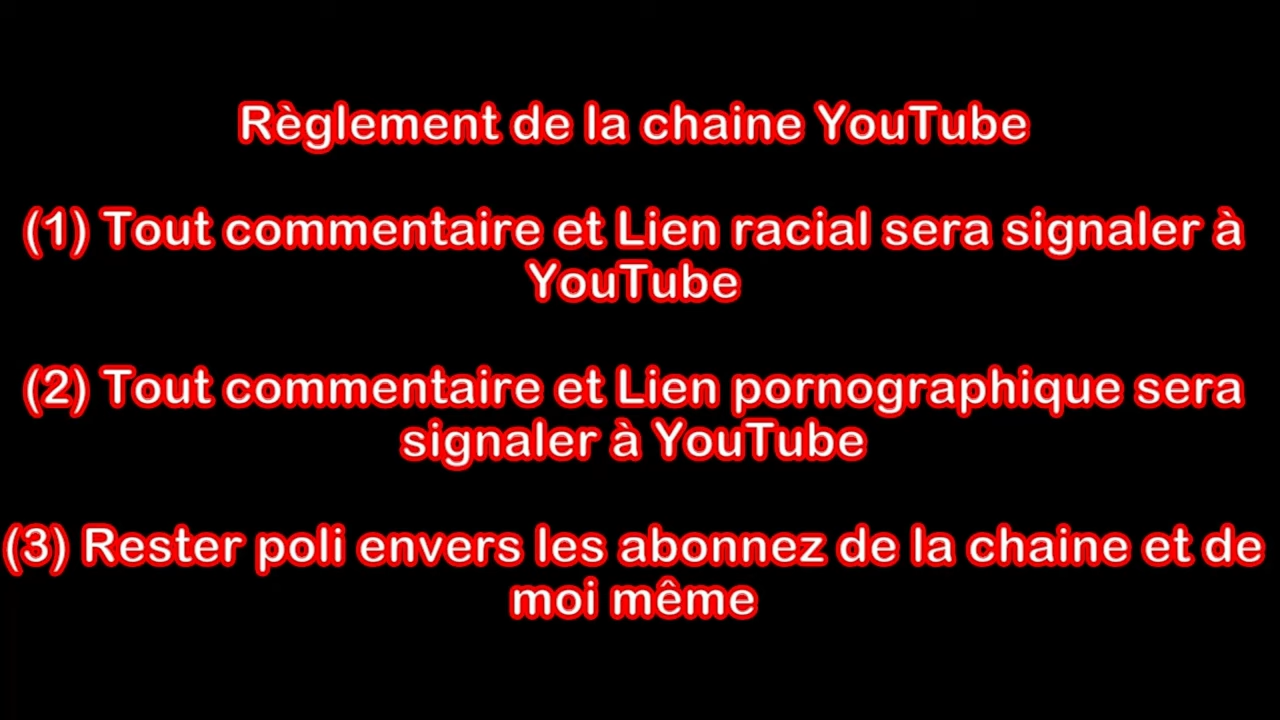 Règlement de la chaine YouTube
(1) Tout commentaire et Lien racial sera signaler à
YouTube
(2) Tout commentaire et Lien pornographique sera
signaler à YouTube
(3) Rester poli envers les abonnez de la chaine et de
moi même